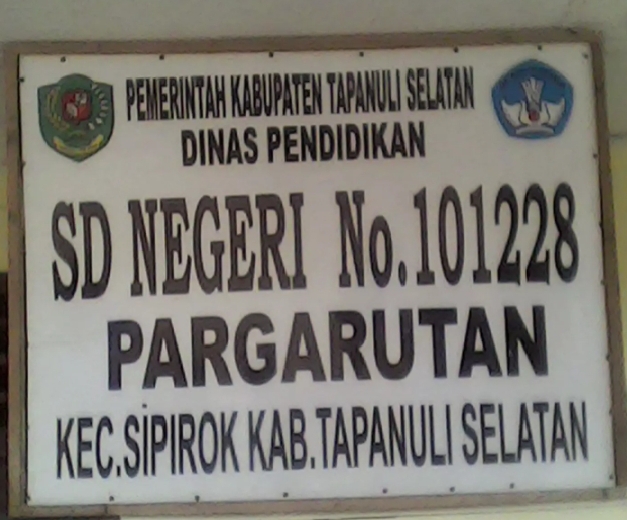 PEMERINTAH KABUPATEN TAPANULI SELATAN
DINAS PENDIDIKAN
SD NEGERI No.101228
PARGARUTAN
KEC.SiPIROK KAB.TAPANULI SELATAN